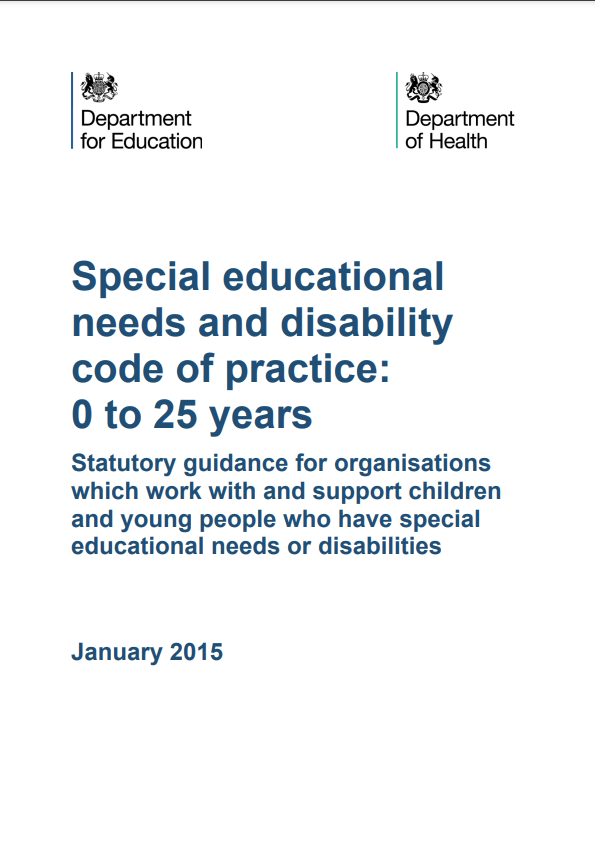 Department
for Education
Department
of Health
Special educational
needs and disability
code of practice:
0 to 25 years
Statutory guidance for organisations
which work with and support children
and young people who have special
educational needs or disabilities
January 2015